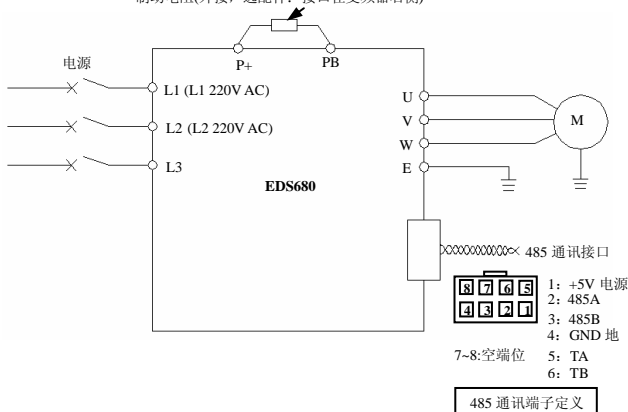 制动电阻(外接，选配件：接口在变频器右侧)
P+
PB
电源
L1 (L1 220V AC)
L2 (L2 220V AC)
L3
U
V
W
E
M
EDS680
485 通讯接口
8 7 6 5
4 3 2 1
1：+5V 电源
2：485A
3：485B
4：GND 地
7~8:空端位
5：TA
6：TB
485 通讯端子定义